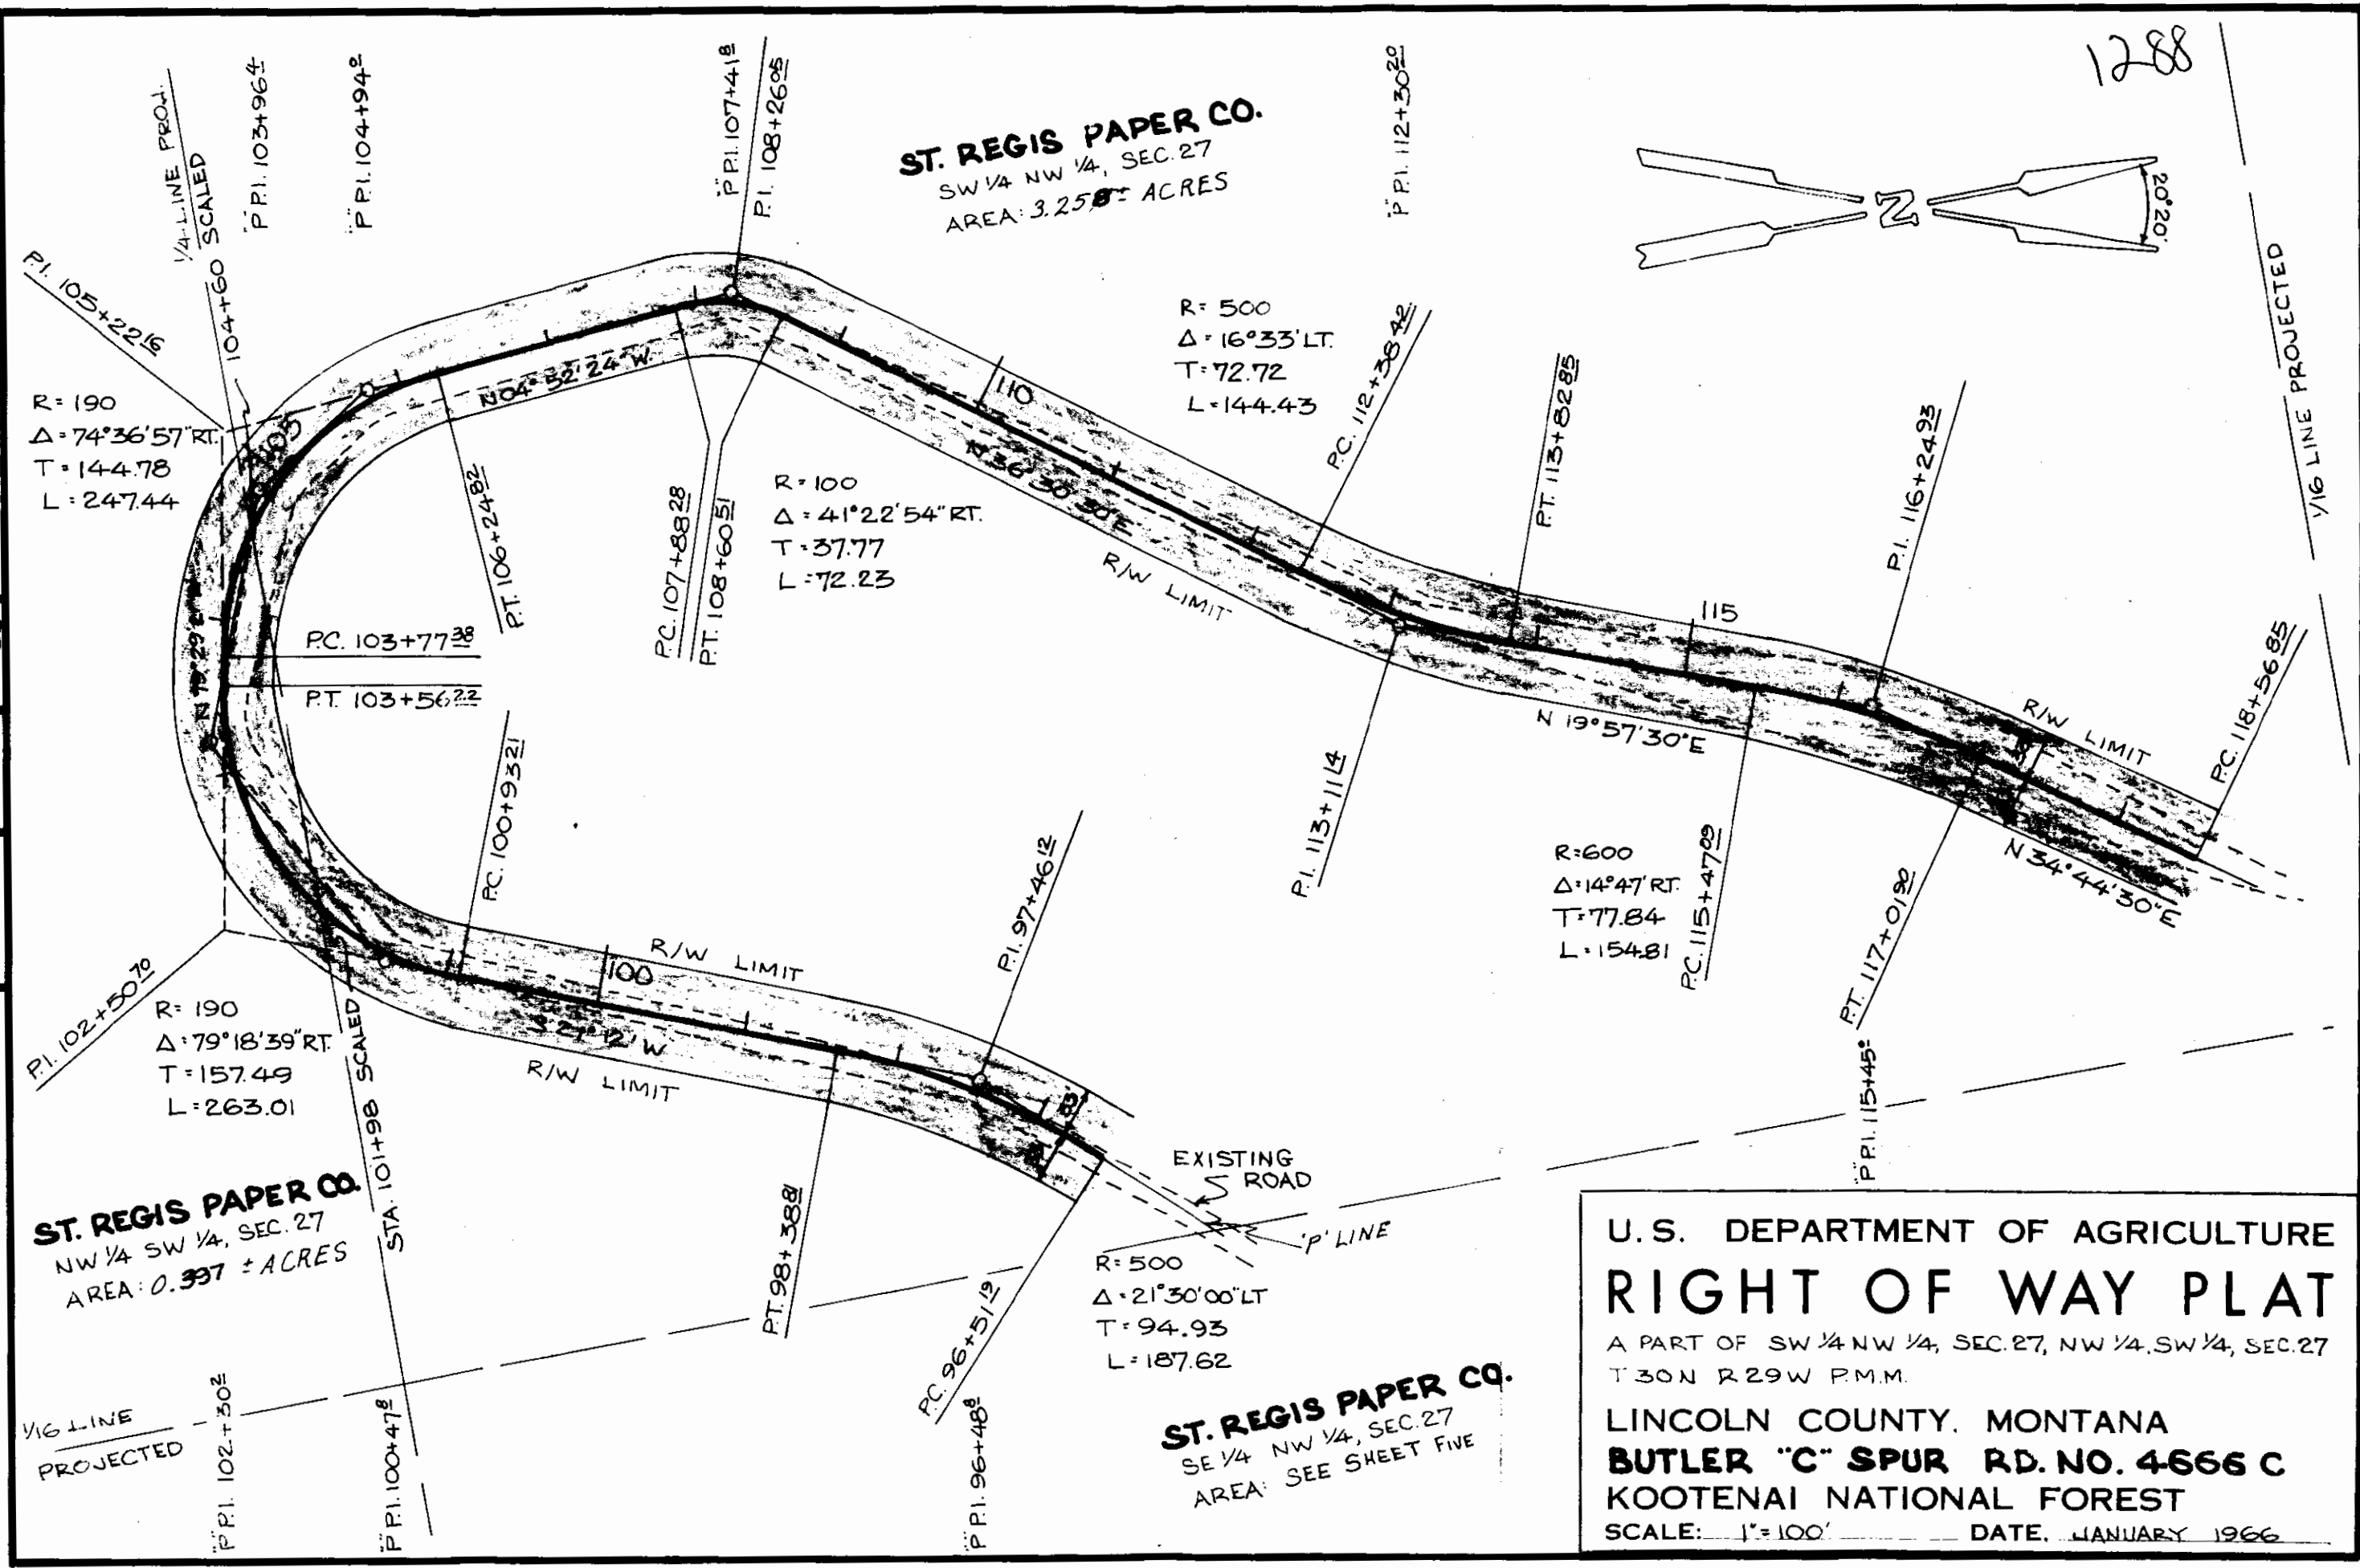 1288
1/4 LINE PROJ.
104+60 SCALED
"P" P.I. 103+96 4
"P" P.I. 104+94 2
"P" P.I. 107+41 8
P.I. 108+26 05
ST. REGIS PAPER CO.
SW 1/4 NW 1/4, SEC. 27
AREA: 3.258± ACRES
"P" P.I. 112+30 20
N
20°20'
1/16 LINE PROJECTED
P.I. 105+22 16
R= 190
Δ= 74°36'57" RT.
T= 144.78
L= 247.44
105
N 04° 52' 24" W.
P.T. 106+24 82
P.C. 107+88 28
P.T. 108+60 51
R= 100
Δ= 41°22'54" RT.
T= 37.77
L= 72.23
110
N 36° 30' 30" E
R/W LIMIT
R= 500
Δ= 16°33' LT.
T= 72.72
L= 144.43
P.C. 112+38 42
P.T. 113+82 85
P.I. 116+24 93
115
N 19°57'30" E
R/W LIMIT
P.C. 118+56 85
N 34°44'30" E
P.C. 103+77 38
P.T. 103+56 22
P.C. 100+93 21
P.I. 97+46 12
P.I. 113+11 14
R= 600
Δ= 14°47' RT.
T= 77.84
L= 154.81
P.C. 115+47 09
P.T. 117+01 90
"P" P.I. 115+45 0
P.I. 102+50 70
R= 190
Δ= 79°18'39" RT.
T= 157.49
L= 263.01
STA. 101+98 SCALED
100
R/W LIMIT
S 21° 12' W
R/W LIMIT
P.T. 98+38 81
P.C. 96+51 19
EXISTING
ROAD
'P' LINE
R= 500
Δ= 21°30'00" LT
T= 94.93
L= 187.62
ST. REGIS PAPER CO.
NW 1/4 SW 1/4, SEC. 27
AREA: 0.397 ± ACRES
1/16 LINE
PROJECTED
"P" P.I. 102+30 2
"P" P.I. 100+47 8
"P" P.I. 96+48 8
ST. REGIS PAPER CO.
SE 1/4 NW 1/4, SEC. 27
AREA: SEE SHEET FIVE
U.S. DEPARTMENT OF AGRICULTURE
RIGHT OF WAY PLAT
A PART OF SW 1/4 NW 1/4, SEC. 27, NW 1/4, SW 1/4, SEC. 27
T 30 N R 29 W P.M.M.
LINCOLN COUNTY, MONTANA
BUTLER "C" SPUR RD. NO. 4666 C
KOOTENAI NATIONAL FOREST
SCALE: 1"=100' DATE. JANUARY 1966